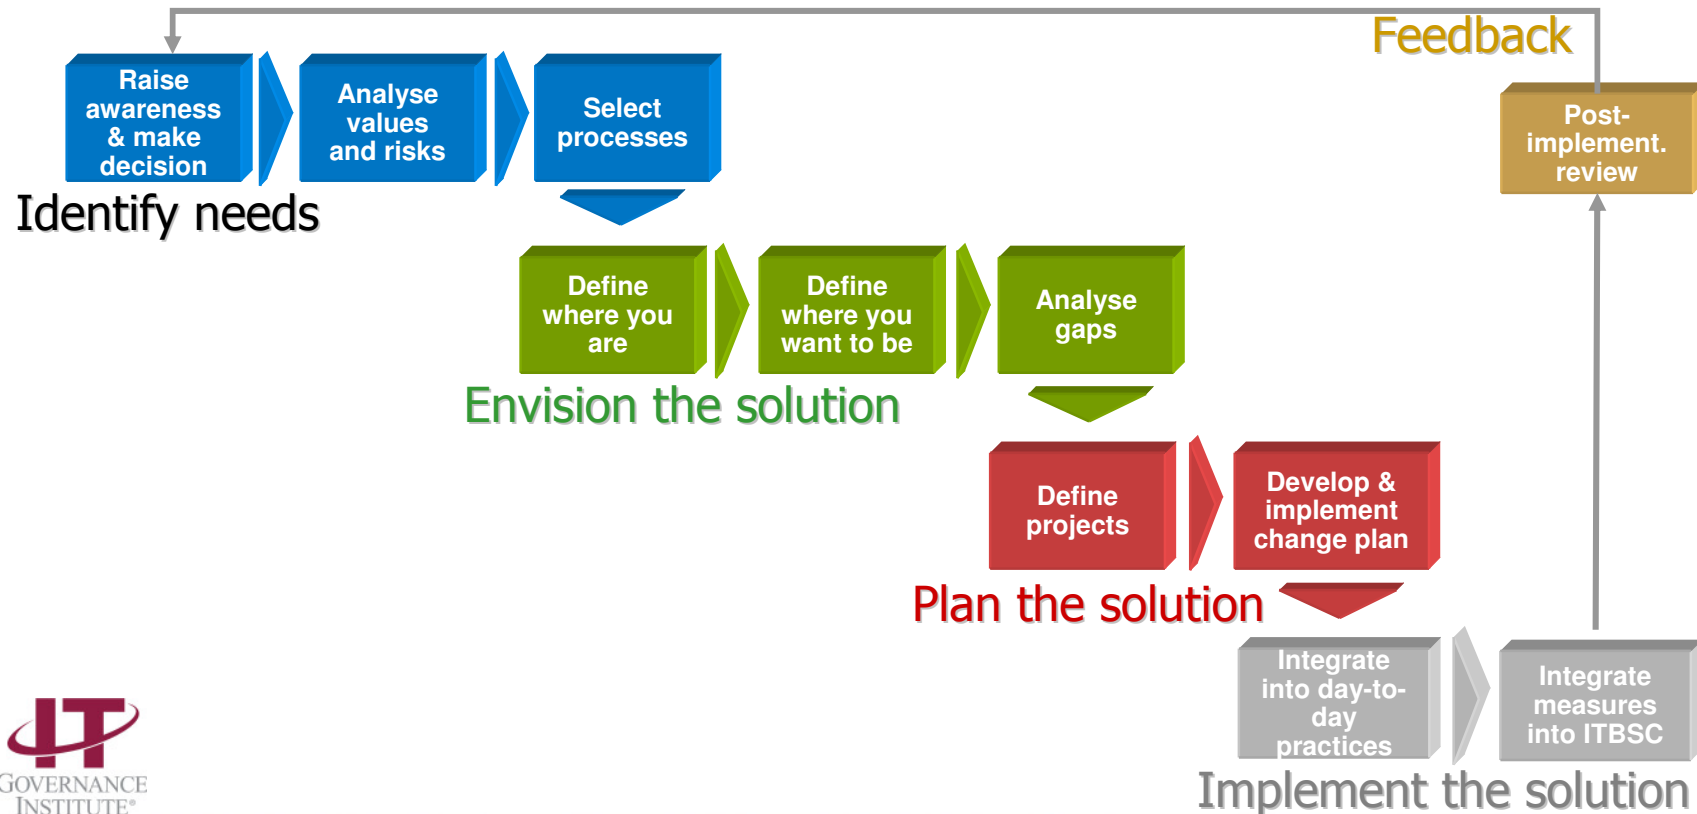 Feedback
Raise
awareness
& make
decision
Analyse
values
and risks
Select
processes
Post-
implement.
review
Identify needs
Define
where you
are
Define
where you
want to be
Analyse
gaps
Envision the solution
Define
projects
Develop &
implement
change plan
Plan the solution
Integrate
into day-to-
day
practices
Integrate
measures
into ITBSC
Implement the solution
IT
GOVERNANCE
INSTITUTE®